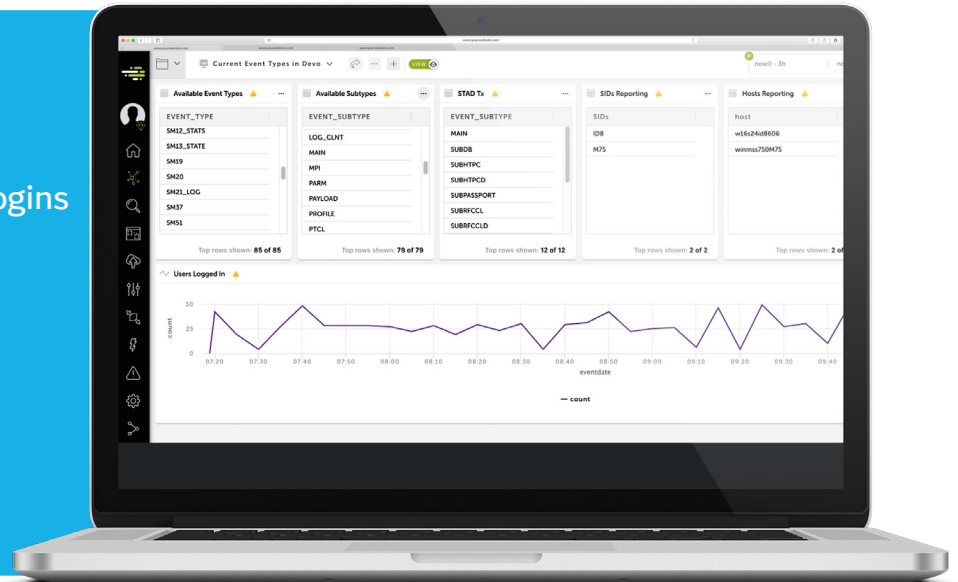 ogins
www.yourwebsite.com
Current Event Types in Devo
VIEW
now() - 3h
Available Event Types
EVENT_TYPE
SM12_STATS
SM13_STATE
SM19
SM20
SM21_LOG
SM37
SM51
Top rows shown: 85 of 85
Available Subtypes
EVENT_SUBTYPE
LOG_CLNT
MAIN
MPI
PARM
PAYLOAD
PROFILE
PTCL
Top rows shown: 79 of 79
STAD Tx
EVENT_SUBTYPE
MAIN
SUBDB
SUBHTPC
SUBHTPCD
SUBPASSPORT
SUBRFCCL
SUBRFCCLD
Top rows shown: 12 of 12
SIDs Reporting
SIDs
ID8
M75
Top rows shown: 2 of 2
Hosts Reporting
host
w16s24id8606
winmss750M75
Top rows shown: 2 of
Users Logged In
count
50
25
0
07:20 07:30 07:40 07:50 08:00 08:10 08:20 08:30 08:40 08:50 09:00 09:10 09:20 09:30 09:40
eventdate
count